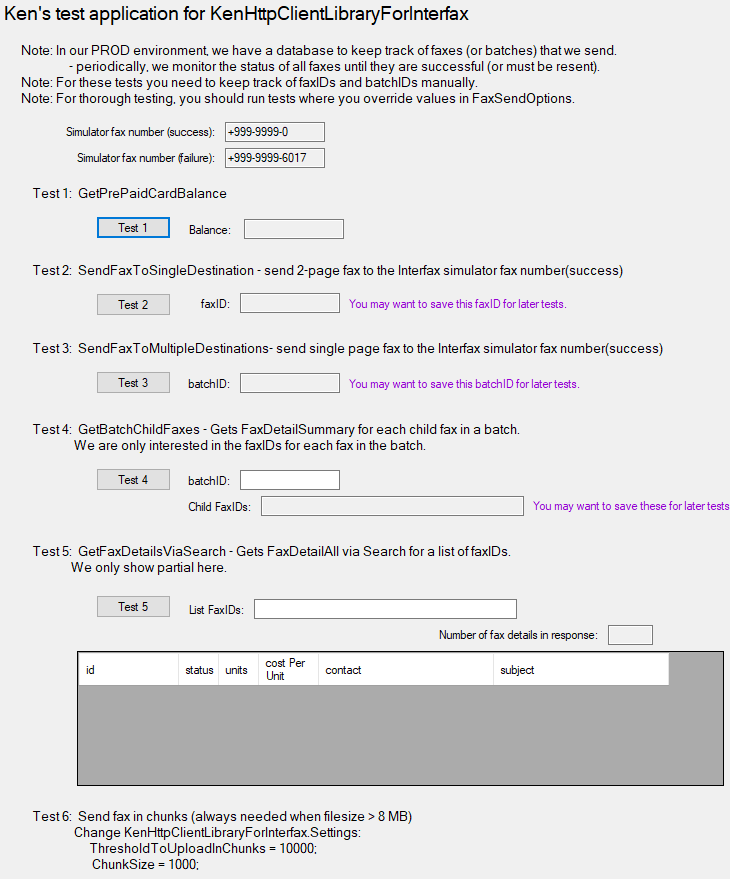 Ken's test application for KenHttpClientLibraryForInterfax
Note: In our PROD environment, we have a database to keep track of faxes (or batches) that we send.
- periodically, we monitor the status of all faxes until they are successful (or must be resent).
Note: For these tests you need to keep track of faxIDs and batchIDs manually.
Note: For thorough testing, you should run tests where you override values in FaxSendOptions.
Simulator fax number (success): +999-9999-0
Simulator fax number (failure): +999-9999-6017
Test 1: GetPrePaidCardBalance
Test 1 Balance:
Test 2: SendFaxToSingleDestination - send 2-page fax to the Interfax simulator fax number(success)
Test 2 faxID: You may want to save this faxID for later tests.
Test 3: SendFaxToMultipleDestinations- send single page fax to the Interfax simulator fax number(success)
Test 3 batchID: You may want to save this batchID for later tests.
Test 4: GetBatchChildFaxes - Gets FaxDetailSummary for each child fax in a batch.
We are only interested in the faxIDs for each fax in the batch.
Test 4 batchID:
Child FaxIDs: You may want to save these for later tests
Test 5: GetFaxDetailsViaSearch - Gets FaxDetailAll via Search for a list of faxIDs.
We only show partial here.
Test 5 List FaxIDs:
Number of fax details in response:
id status units cost Per Unit contact subject
Test 6: Send fax in chunks (always needed when filesize > 8 MB)
Change KenHttpClientLibraryForInterfax.Settings:
ThresholdToUploadInChunks = 10000;
ChunkSize = 1000;